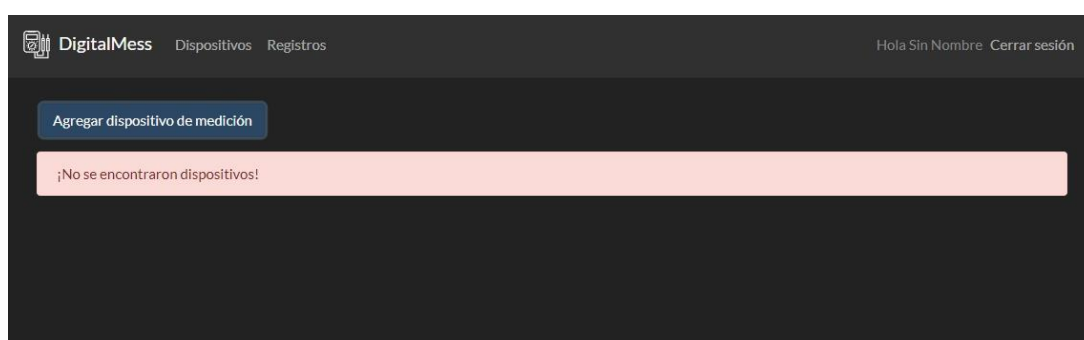 DigitalMess Dispositivos Registros Hola Sin Nombre Cerrar sesión
Agregar dispositivo de medición
¡No se encontraron dispositivos!